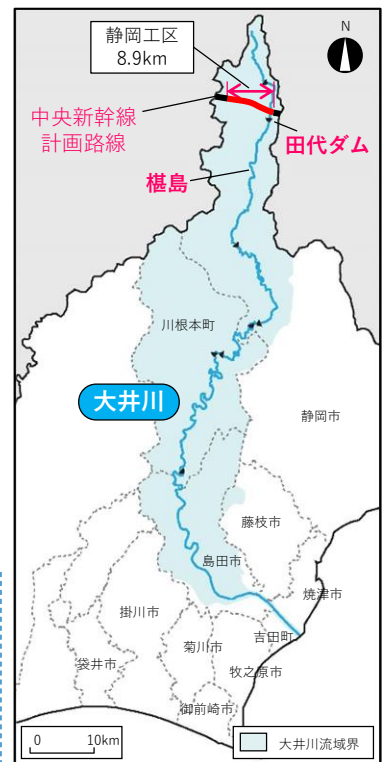 静岡工区
8.9km
N
中央新幹線
計画路線
田代ダム
椹島
川根本町
大井川
静岡市
藤枝市
島田市
焼津市
掛川市
吉田町
菊川市
袋井市
牧之原市
御前崎市
0 10km
大井川流域界